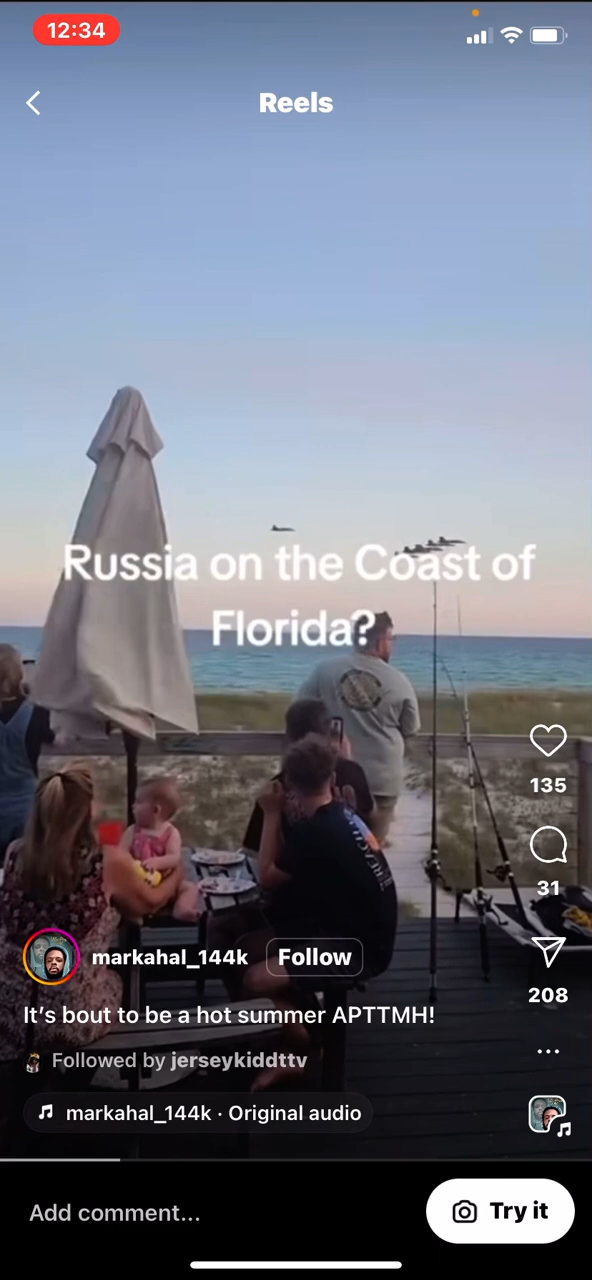 12:34
Reels
Russia on the Coast of
Florida?
135
31
markahal_144k
Follow
208
It’s bout to be a hot summer APTTMH!
Followed by jerseykiddttv
markahal_144k · Original audio
Add comment...
Try it